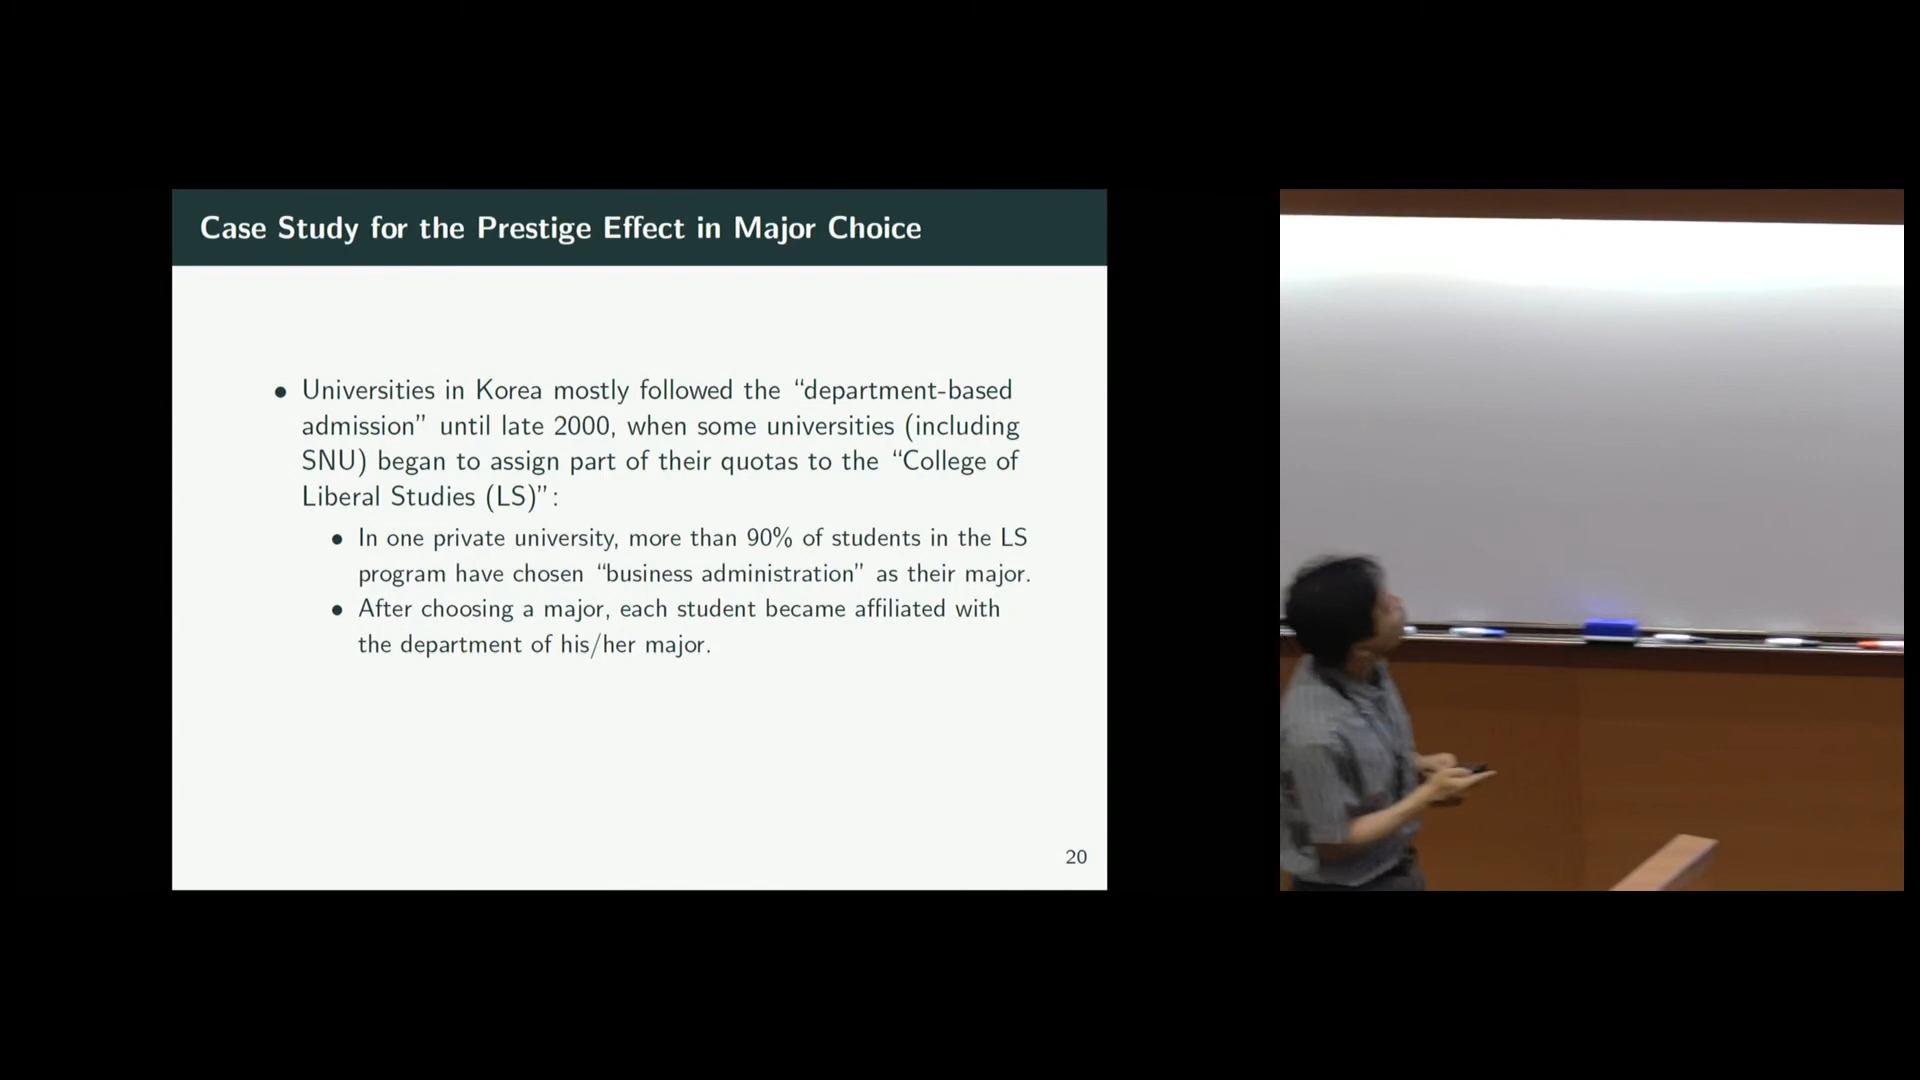 Case Study for the Prestige Effect in Major Choice
• Universities in Korea mostly followed the “department-based
admission” until late 2000, when some universities (including
SNU) began to assign part of their quotas to the “College of
Liberal Studies (LS)”:
• In one private university, more than 90% of students in the LS
program have chosen “business administration” as their major.
• After choosing a major, each student became affiliated with
the department of his/her major.
20